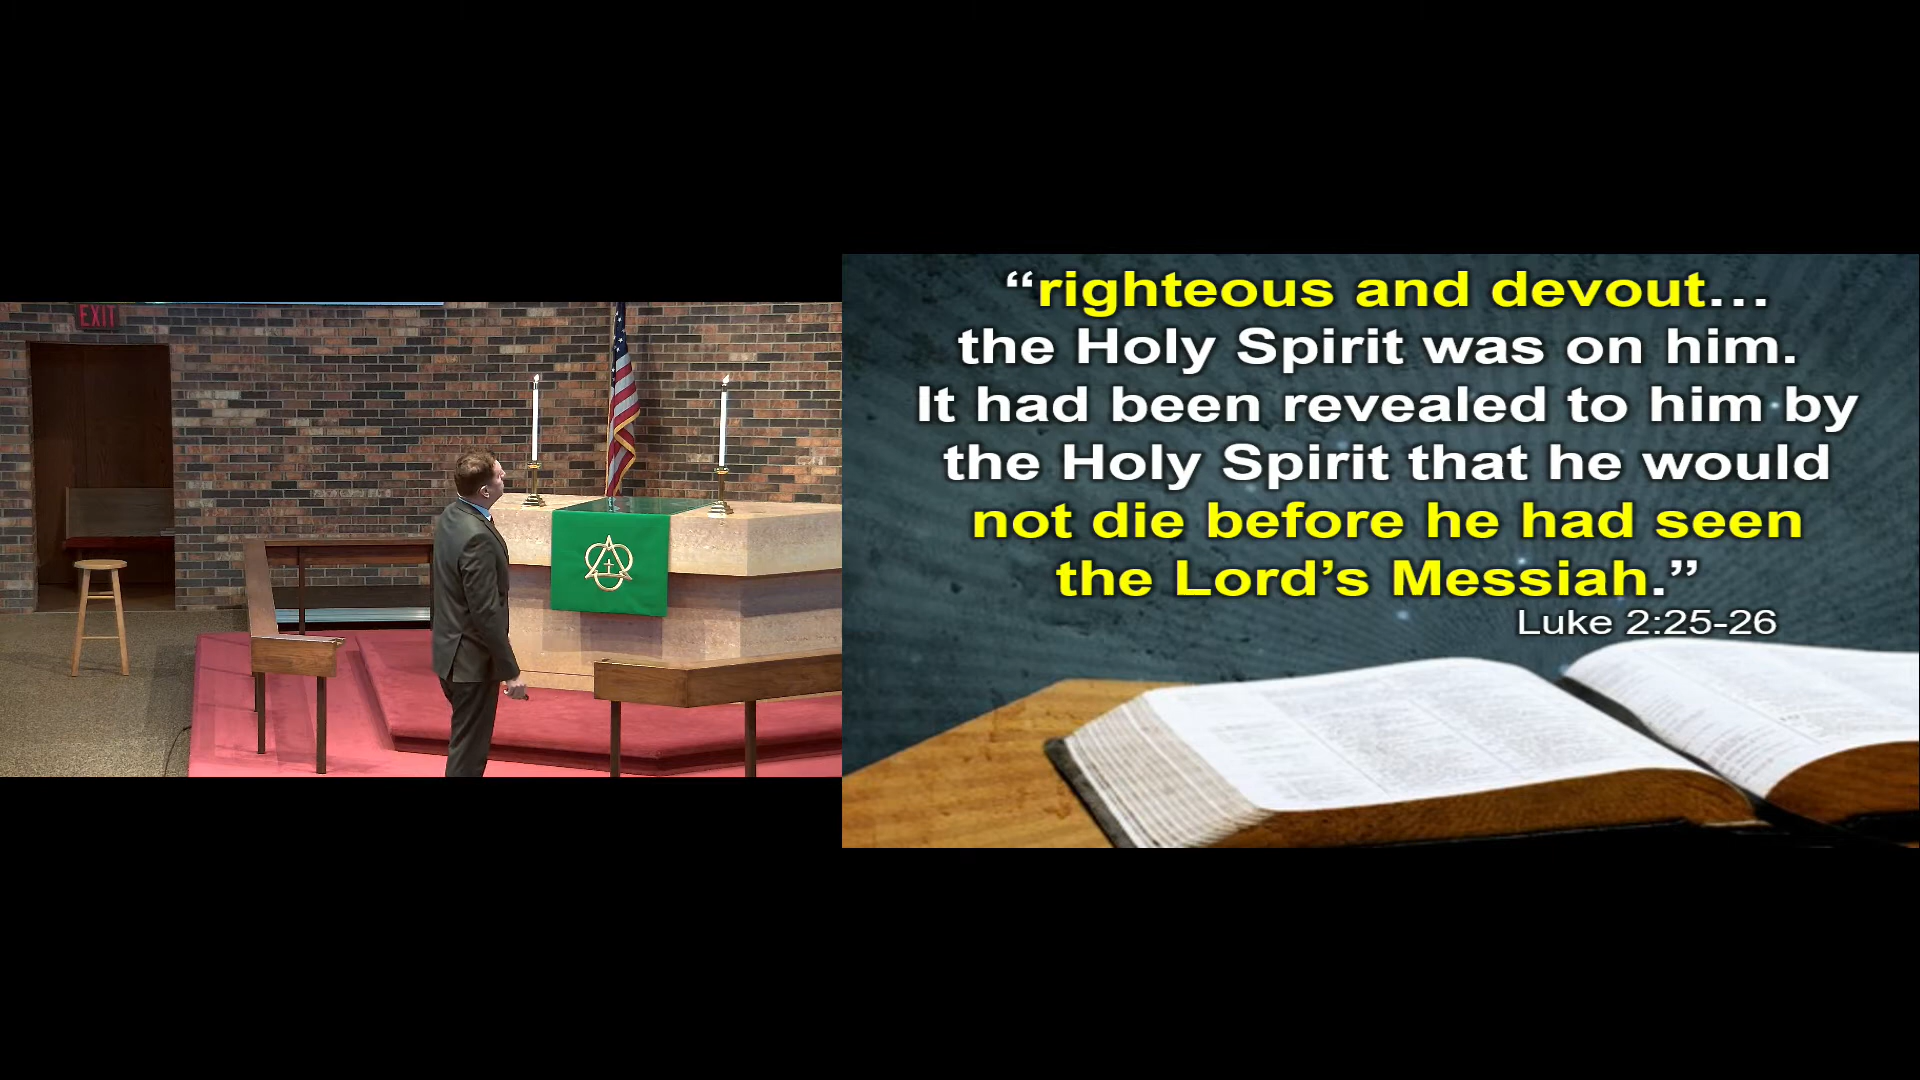 EXIT
“righteous and devout…
the Holy Spirit was on him.
It had been revealed to him by
the Holy Spirit that he would
not die before he had seen
the Lord’s Messiah.”
Luke 2:25-26